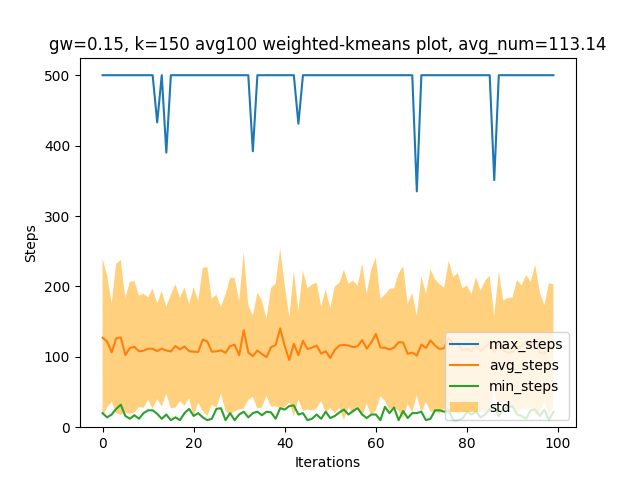 gw=0.15, k=150 avg100 weighted-kmeans plot, avg_num=113.14
500
400
300
200
100
0
Steps
0 20 40 60 80 100
Iterations
max_steps
avg_steps
min_steps
std